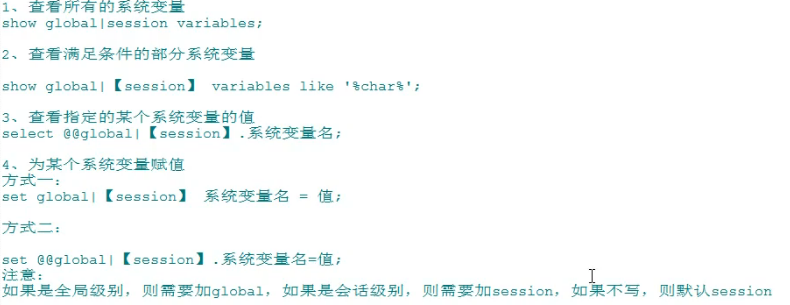 1、查看所有的系统变量
show global|session variables;
2、查看满足条件的部分系统变量
show global|【session】 variables like '%char%';
3、查看指定的某个系统变量的值
select @@global|【session】.系统变量名;
4、为某个系统变量赋值
方式一:
set global|【session】 系统变量名 = 值;
方式二:
set @@global|【session】.系统变量名=值;
注意:
如果是全局级别，则需要加global，如果是会话级别，则需要加session，如果不写，则默认session